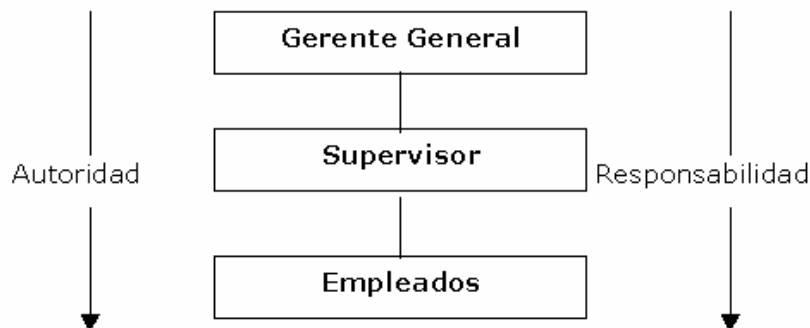 Gerente General
Supervisor
Autoridad
Responsabilidad
Empleados